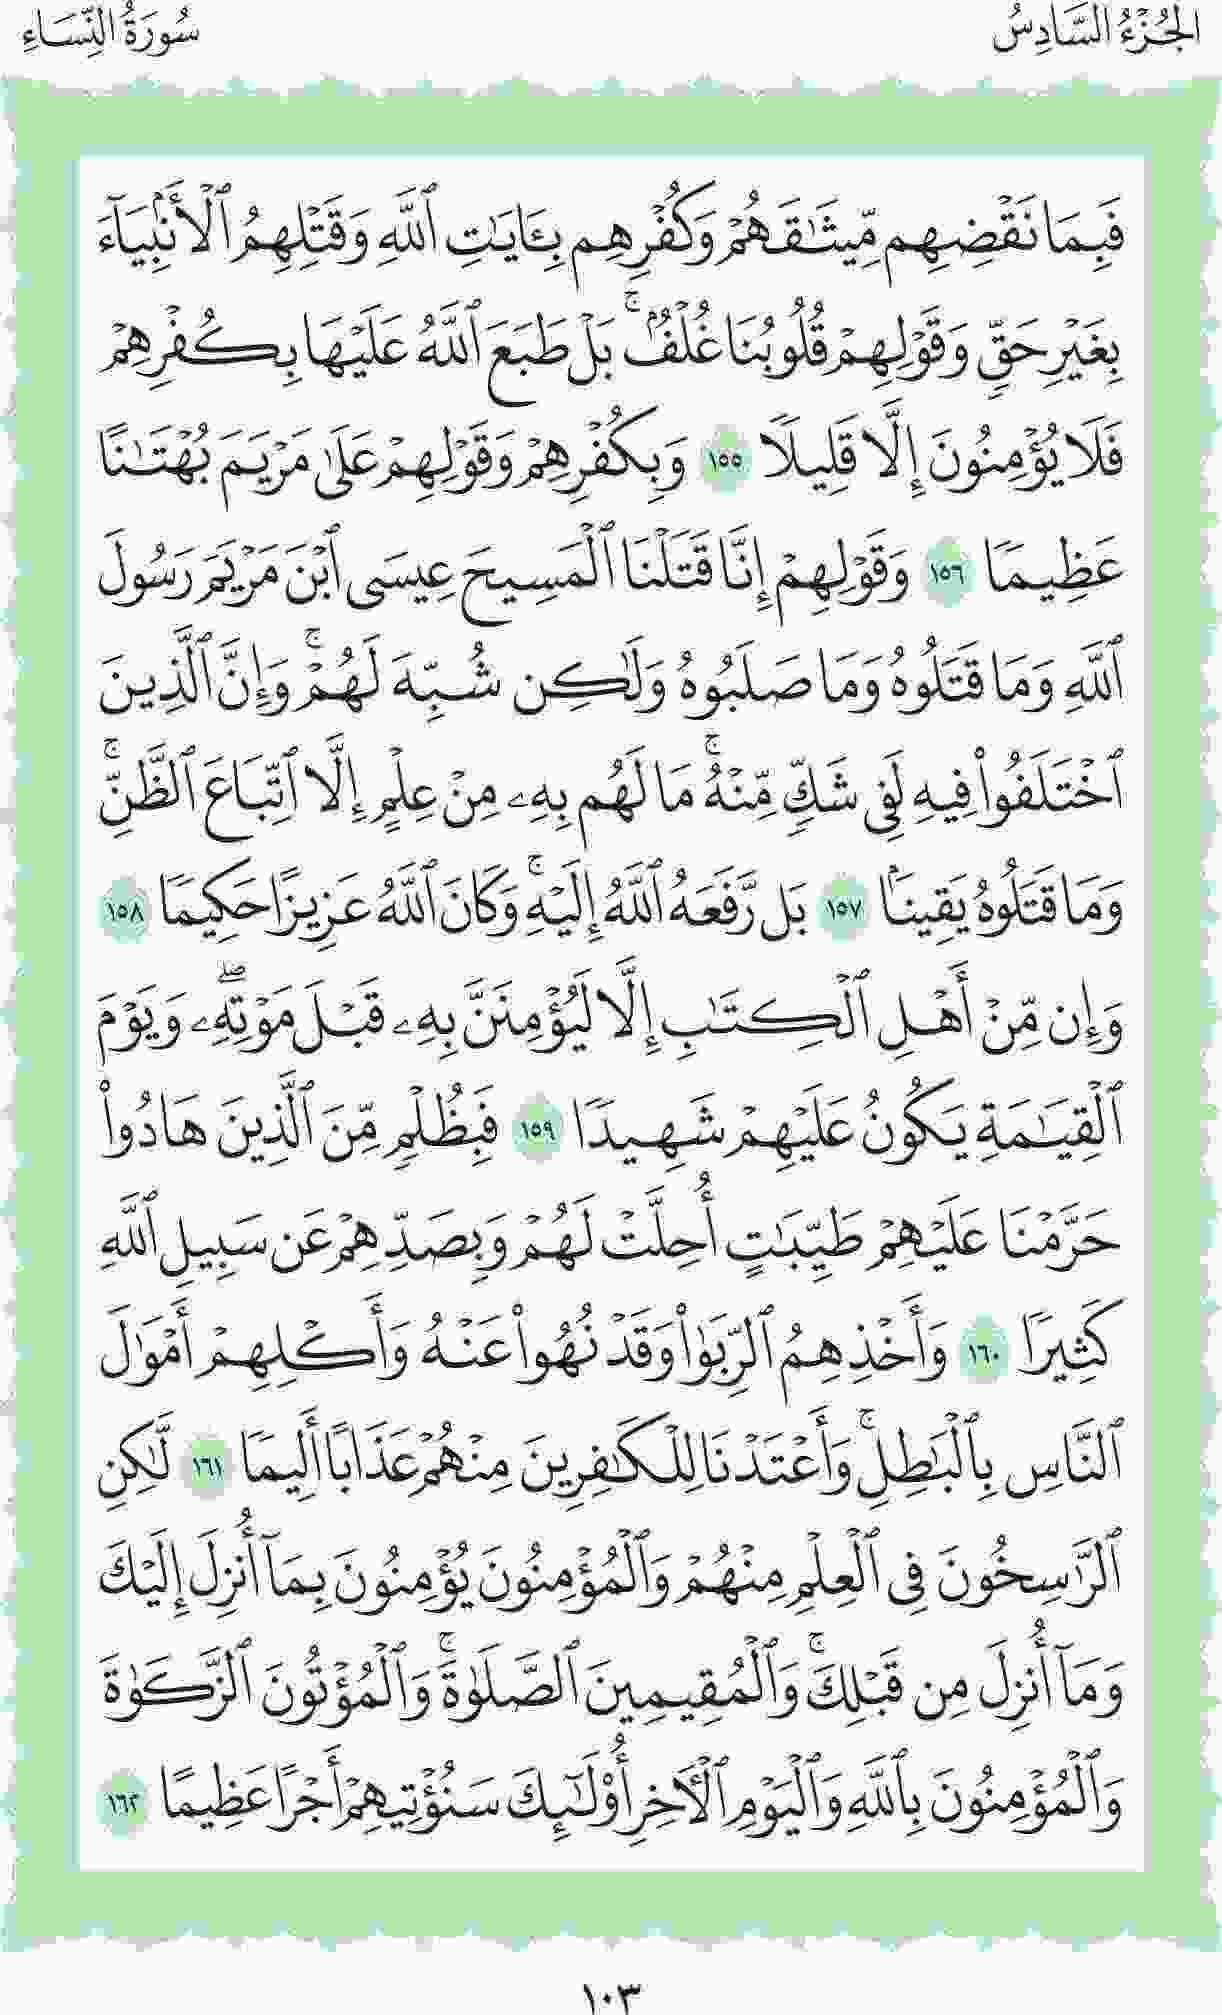 الجُزْءُ السَّادِسُ سُورَةُ النِّسَاءِ
فَبِمَا نَقْضِهِم مِّيثَٰقَهُمْ وَكُفْرِهِم بِـَٔايَٰتِ ٱللَّهِ وَقَتْلِهِمُ ٱلْأَنۢبِيَآءَ
بِغَيْرِ حَقٍّ وَقَوْلِهِمْ قُلُوبُنَا غُلْفٌۢ ۚ بَلْ طَبَعَ ٱللَّهُ عَلَيْهَا بِكُفْرِهِمْ
فَلَا يُؤْمِنُونَ إِلَّا قَلِيلًا ١٥٥ وَبِكُفْرِهِمْ وَقَوْلِهِمْ عَلَىٰ مَرْيَمَ بُهْتَٰنًا
عَظِيمًا ١٥٦ وَقَوْلِهِمْ إِنَّا قَتَلْنَا ٱلْمَسِيحَ عِيسَى ٱبْنَ مَرْيَمَ رَسُولَ
ٱللَّهِ وَمَا قَتَلُوهُ وَمَا صَلَبُوهُ وَلَٰكِن شُبِّهَ لَهُمْ ۚ وَإِنَّ ٱلَّذِينَ
ٱخْتَلَفُوا۟ فِيهِ لَفِى شَكٍّ مِّنْهُ ۚ مَا لَهُم بِهِۦ مِنْ عِلْمٍ إِلَّا ٱتِّبَاعَ ٱلظَّنِّ ۚ
وَمَا قَتَلُوهُ يَقِينًۢا ١٥٧ بَل رَّفَعَهُ ٱللَّهُ إِلَيْهِ ۚ وَكَانَ ٱللَّهُ عَزِيزًا حَكِيمًا ١٥٨
وَإِن مِّنْ أَهْلِ ٱلْكِتَٰبِ إِلَّا لَيُؤْمِنَنَّ بِهِۦ قَبْلَ مَوْتِهِۦ ۖ وَيَوْمَ
ٱلْقِيَٰمَةِ يَكُونُ عَلَيْهِمْ شَهِيدًا ١٥٩ فَبِظُلْمٍ مِّنَ ٱلَّذِينَ هَادُوا۟
حَرَّمْنَا عَلَيْهِمْ طَيِّبَٰتٍ أُحِلَّتْ لَهُمْ وَبِصَدِّهِمْ عَن سَبِيلِ ٱللَّهِ
كَثِيرًا ١٦٠ وَأَخْذِهِمُ ٱلرِّبَوٰا۟ وَقَدْ نُهُوا۟ عَنْهُ وَأَكْلِهِمْ أَمْوَٰلَ
ٱلنَّاسِ بِٱلْبَٰطِلِ ۚ وَأَعْتَدْنَا لِلْكَٰفِرِينَ مِنْهُمْ عَذَابًا أَلِيمًا ١٦١ لَّٰكِنِ
ٱلرَّٰسِخُونَ فِى ٱلْعِلْمِ مِنْهُمْ وَٱلْمُؤْمِنُونَ يُؤْمِنُونَ بِمَآ أُنزِلَ إِلَيْكَ
وَمَآ أُنزِلَ مِن قَبْلِكَ ۚ وَٱلْمُقِيمِينَ ٱلصَّلَوٰةَ ۚ وَٱلْمُؤْتُونَ ٱلزَّكَوٰةَ
وَٱلْمُؤْمِنُونَ بِٱللَّهِ وَٱلْيَوْمِ ٱلْـَٔاخِرِ أُو۟لَٰٓئِكَ سَنُؤْتِيهِمْ أَجْرًا عَظِيمًا ١٦٢
١٠٣